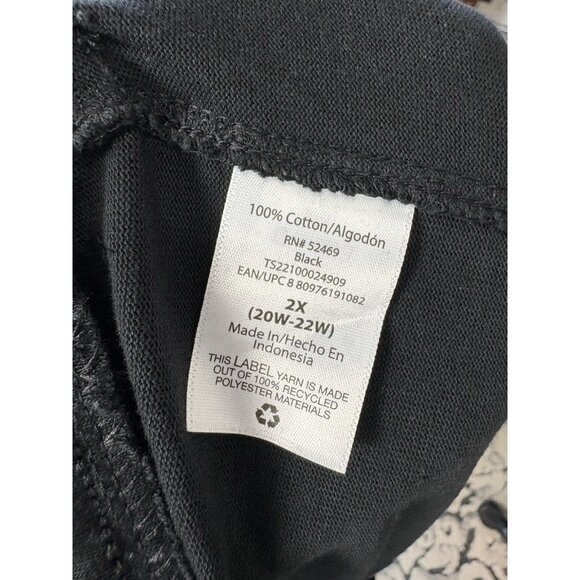 100% Cotton/Algodón
RN# 52469
Black
TS22100024909
EAN/UPC 8 80976191082
2X
(20W-22W)
Made In/Hecho En
Indonesia
THIS LABEL YARN IS MADE
OUT OF 100% RECYCLED
POLYESTER MATERIALS